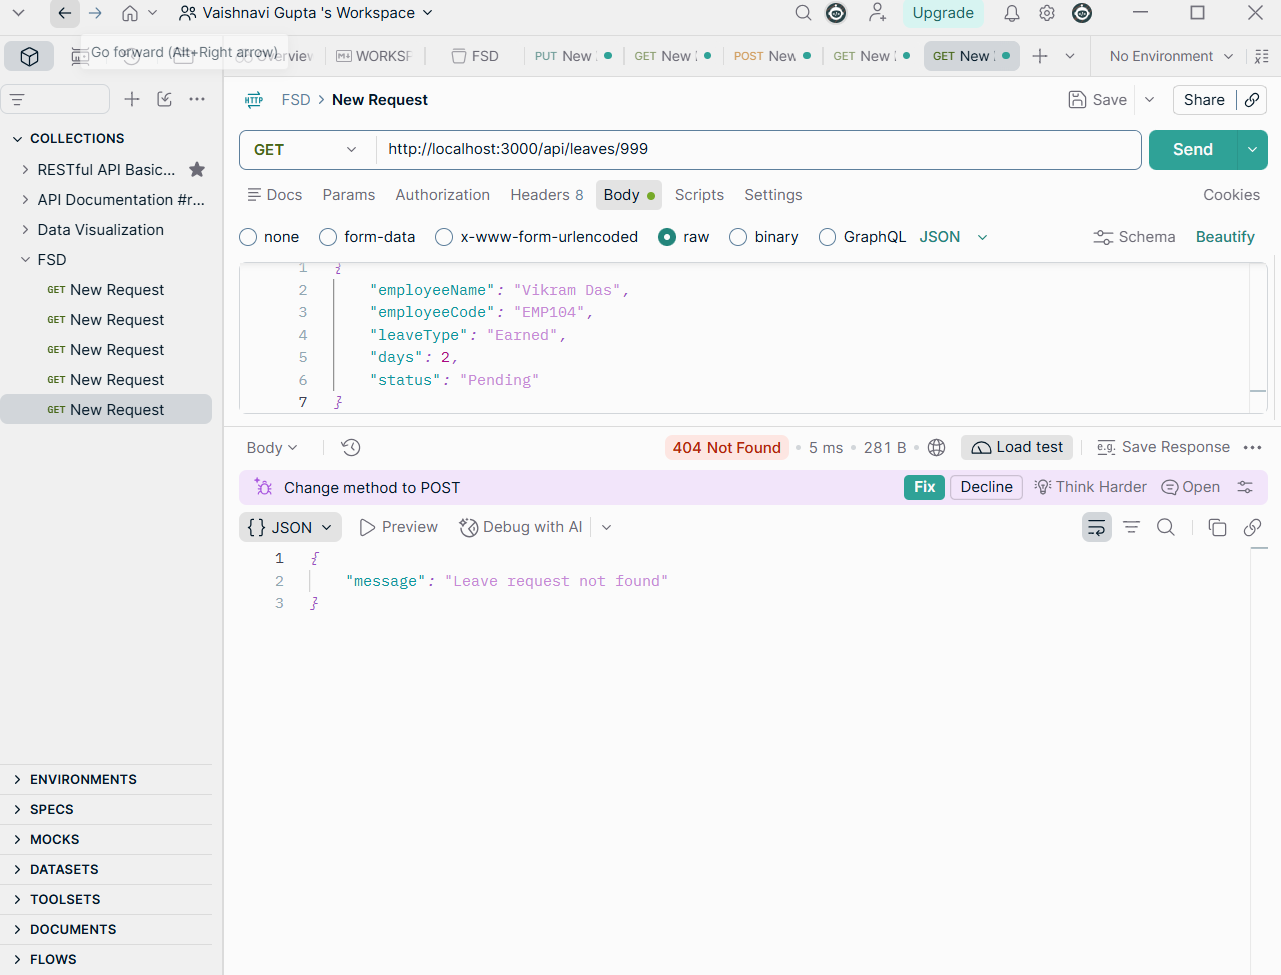 Vaishnavi Gupta 's Workspace
Upgrade
Go forward (Alt+Right arrow)
WORKSF
FSD
PUT New
GET New
POST New
GET New
GET New
No Environment
HTTP FSD > New Request
Save
Share
COLLECTIONS
RESTful API Basic...
API Documentation #r...
Data Visualization
FSD
GET New Request
GET New Request
GET New Request
GET New Request
GET New Request
GET http://localhost:3000/api/leaves/999 Send
Docs Params Authorization Headers 8 Body Scripts Settings Cookies
none form-data x-www-form-urlencoded raw binary GraphQL JSON Schema Beautify
1 {
2 "employeeName": "Vikram Das",
3 "employeeCode": "EMP104",
4 "leaveType": "Earned",
5 "days": 2,
6 "status": "Pending"
7 }
Body 404 Not Found • 5 ms • 281 B • Load test e.g. Save Response
Change method to POST Fix Decline Think Harder Open
{} JSON Preview Debug with AI
1 {
2 "message": "Leave request not found"
3 }
ENVIRONMENTS
SPECS
MOCKS
DATASETS
TOOLSETS
DOCUMENTS
FLOWS